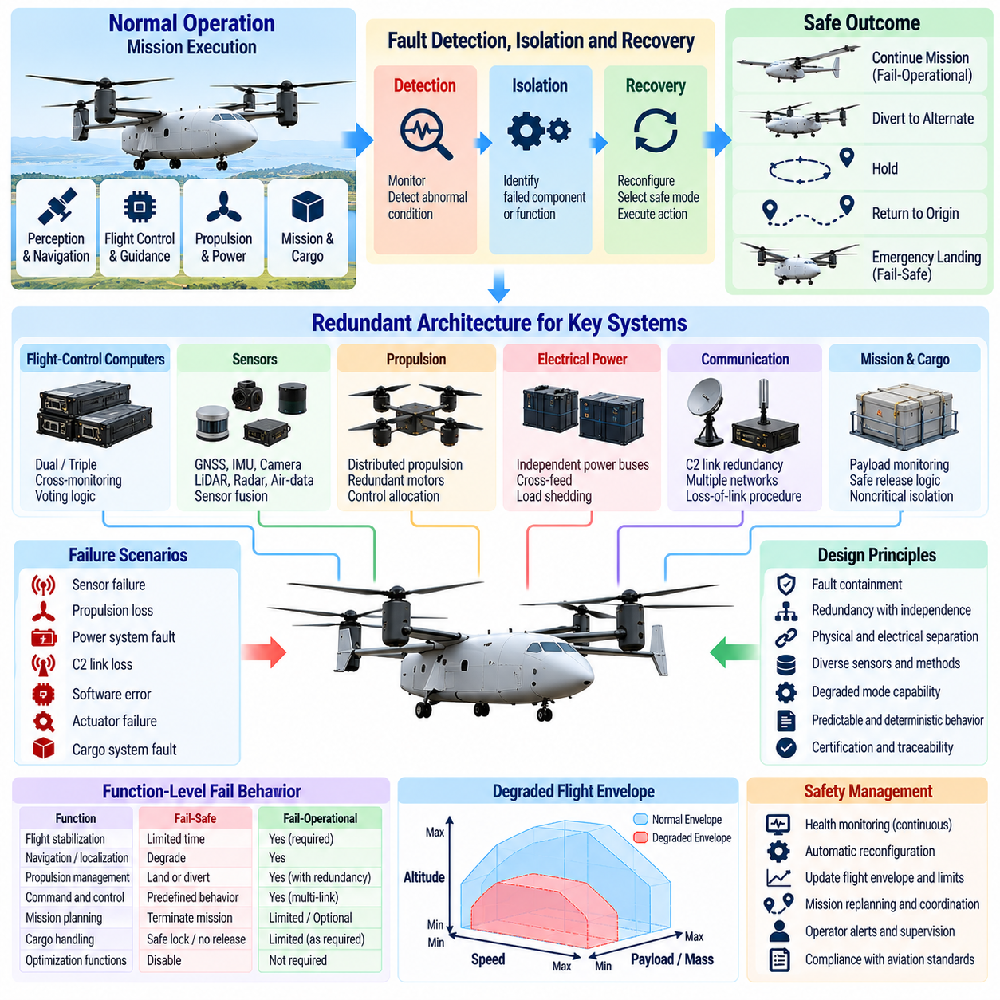 Normal Operation
Mission Execution
Perception
& Navigation
Flight Control
& Guidance
Propulsion
& Power
Mission &
Cargo
Fault Detection, Isolation and Recovery
Detection
Monitor
Detect abnormal
condition
Isolation
Identify
failed component
or function
Recovery
Reconfigure
Select safe mode
Execute action
Safe Outcome
Continue Mission
(Fail-Operational)
Divert to Alternate
Hold
Return to Origin
Emergency Landing
(Fail-Safe)
Redundant Architecture for Key Systems
Flight-Control Computers
Dual / Triple
Cross-monitoring
Voting logic
Sensors
GNSS, IMU, Camera
LiDAR, Radar, Air-data
Sensor fusion
Propulsion
Distributed propulsion
Redundant motors
Control allocation
Electrical Power
Independent power buses
Cross-feed
Load shedding
Communication
C2 link redundancy
Multiple networks
Loss-of-link procedure
Mission & Cargo
Payload monitoring
Safe release logic
Noncritical isolation
Failure Scenarios
Sensor failure
Propulsion loss
Power system fault
C2 link loss
Software error
Actuator failure
Cargo system fault
Design Principles
Fault containment
Redundancy with independence
Physical and electrical separation
Diverse sensors and methods
Degraded mode capability
Predictable and deterministic behavior
Certification and traceability
Function-Level Fail Behavior
Function Fail-Safe Fail-Operational
Flight stabilization Limited time Yes (required)
Navigation / localization Degrade Yes
Propulsion management Land or divert Yes (with redundancy)
Command and control Predefined behavior Yes (multi-link)
Mission planning Terminate mission Limited / Optional
Cargo handling Safe lock / no release Limited (as required)
Optimization functions Disable Not required
Degraded Flight Envelope
Normal Envelope
Degraded Envelope
Max
Altitude
Min
Min
Speed
Max
Min
Payload / Mass
Max
Safety Management
Health monitoring (continuous)
Automatic reconfiguration
Update flight envelope and limits
Mission replanning and coordination
Operator alerts and supervision
Compliance with aviation standards